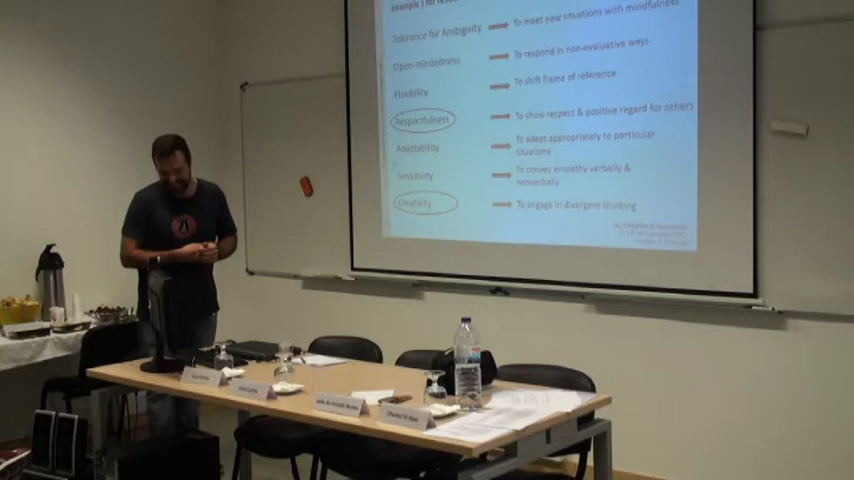 Tolerance for Ambiguity
To meet new situations with mindfulness
Open-mindedness
To respond in non-evaluative ways
Flexibility
To shift frame of reference
Respectfulness
To show respect & positive regard for others
Adaptability
To adapt appropriately to particular
situations
Sensitivity
To convey empathy verbally &
nonverbally
Creativity
To engage in divergent thinking